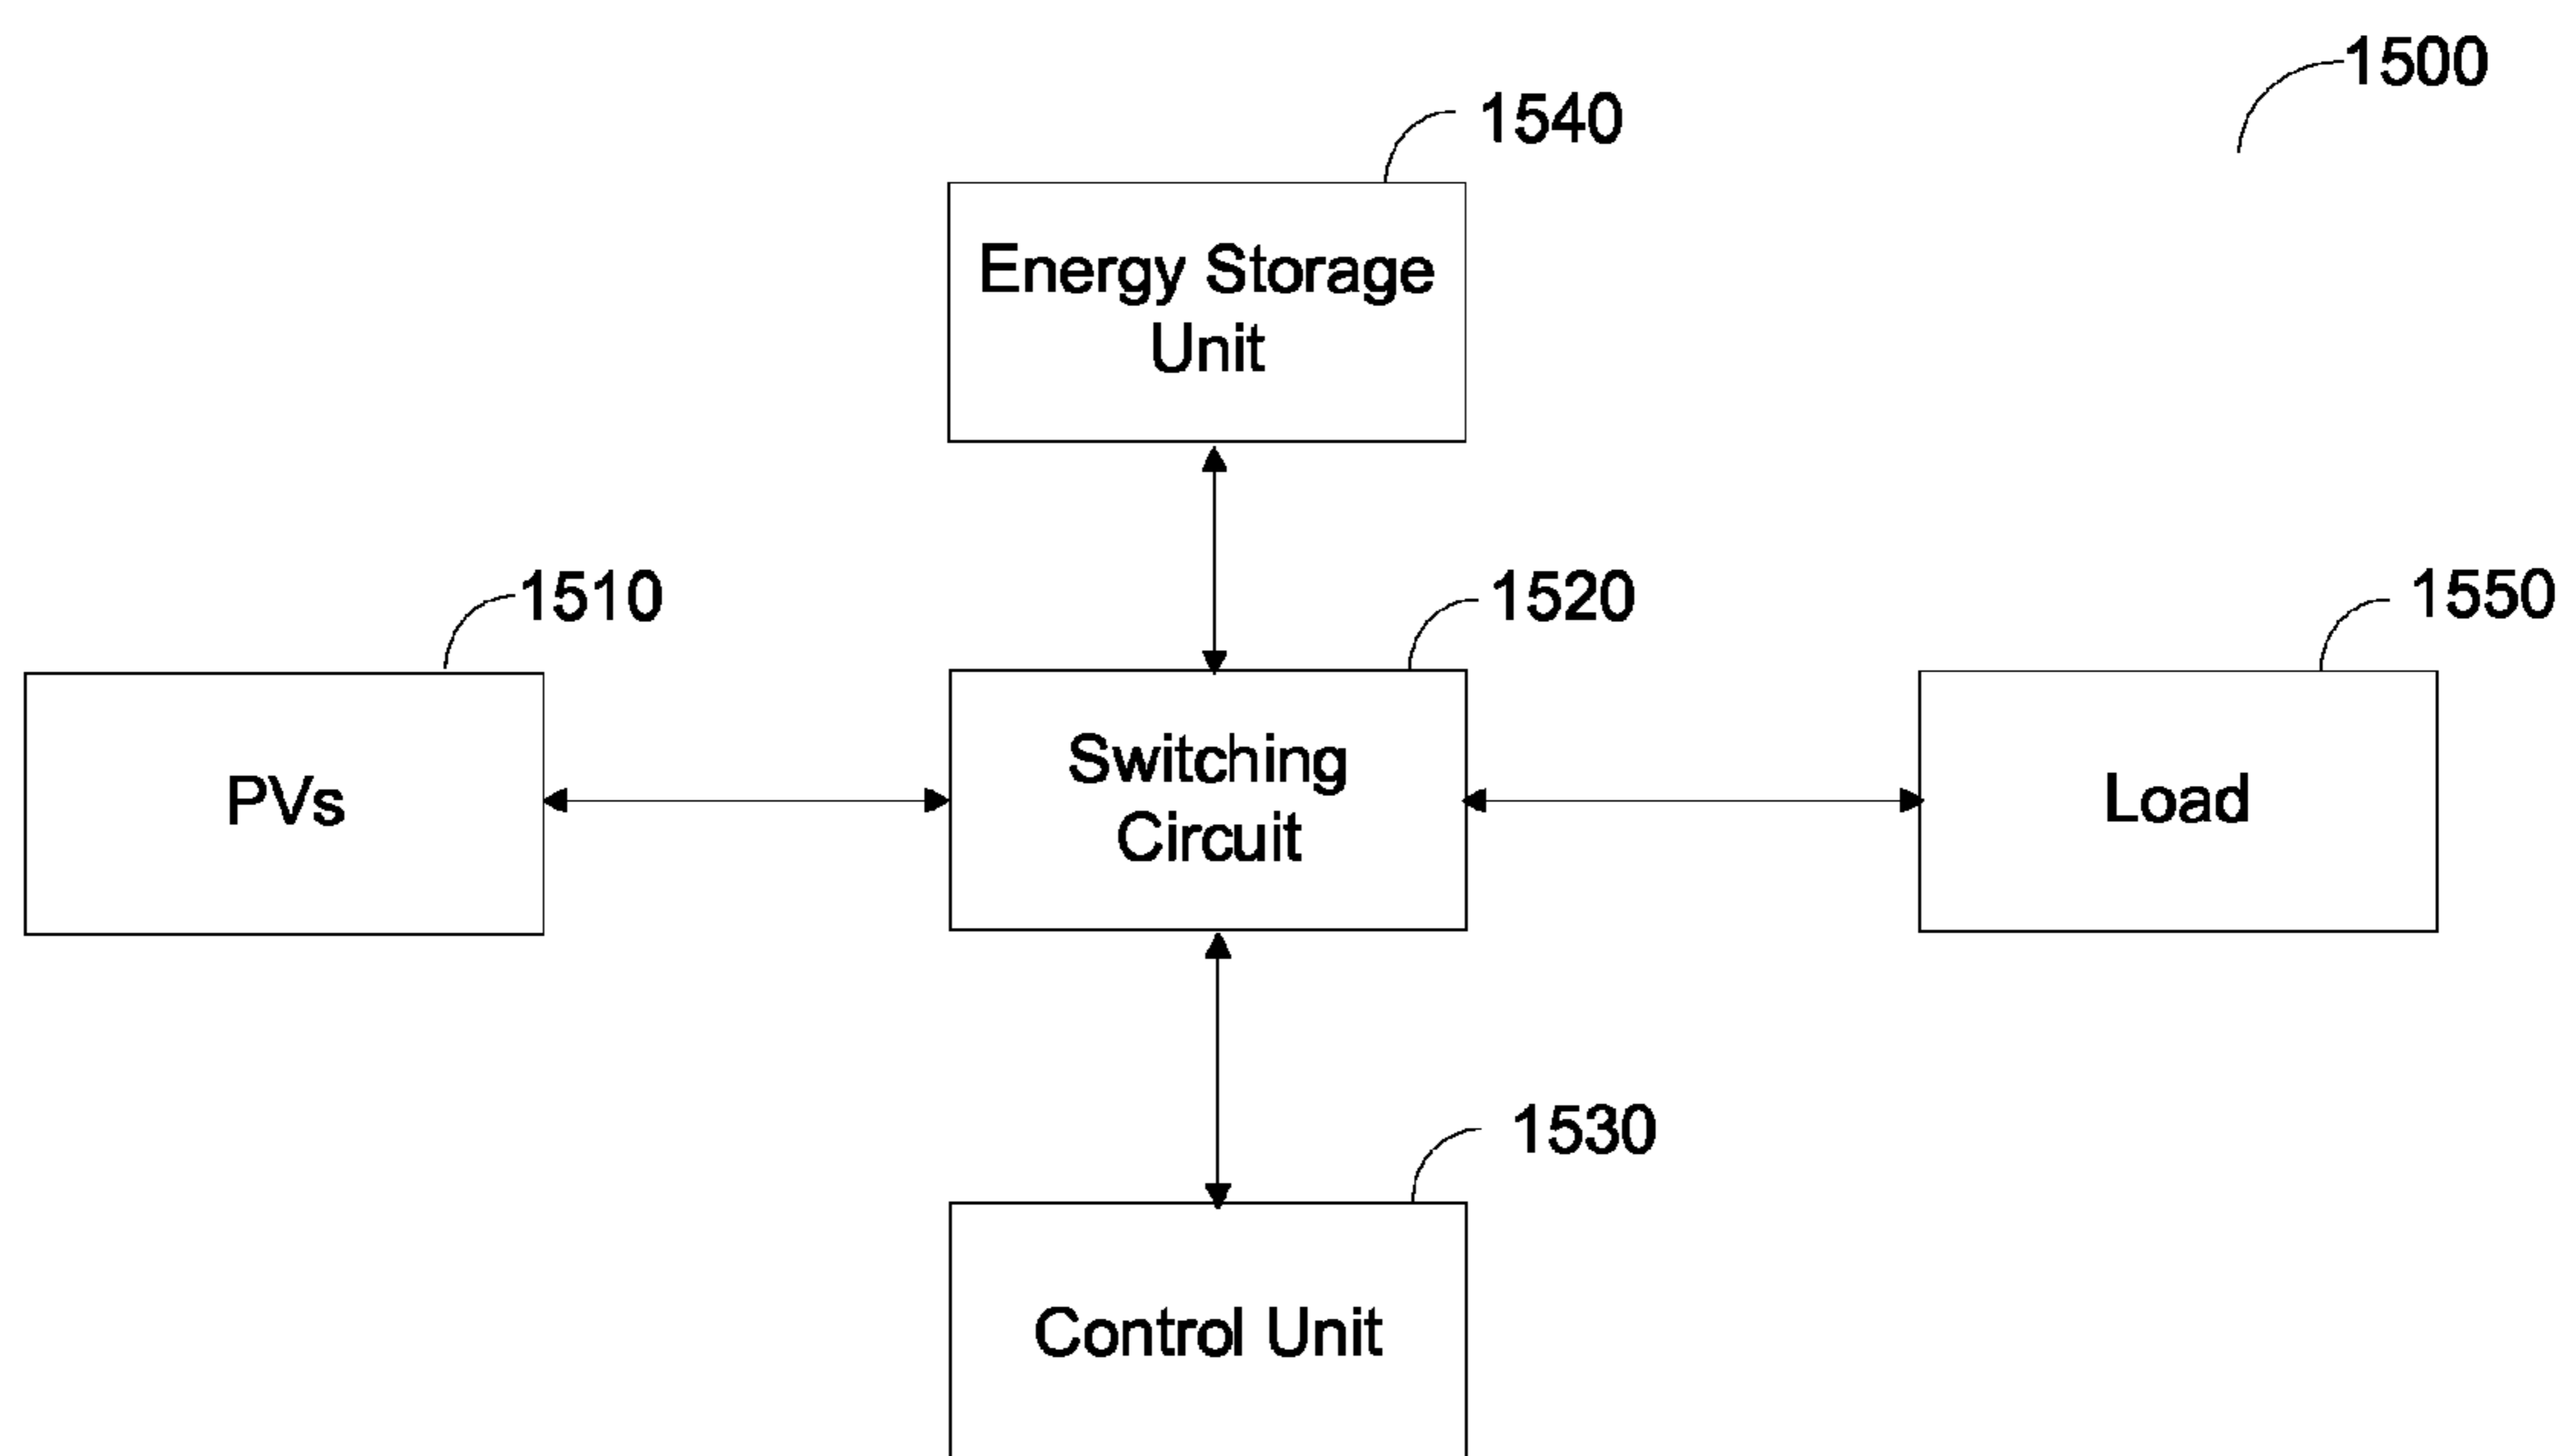 1500
1540
Energy Storage
Unit
1510
1520
1550
PVs
Switching
Circuit
Load
1530
Control Unit